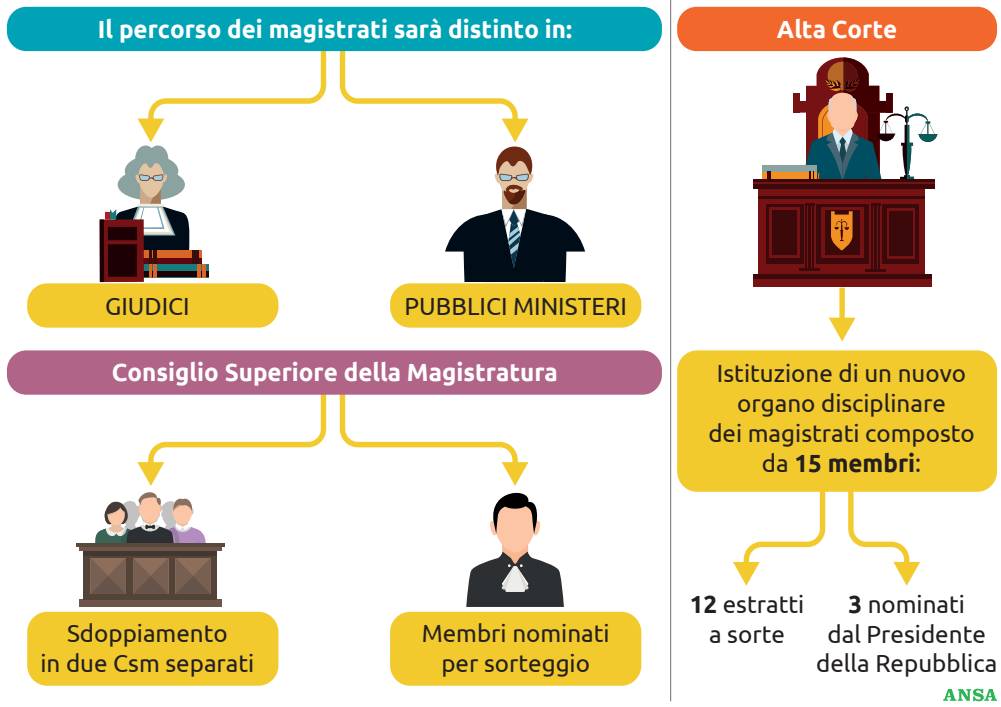 Il percorso dei magistrati sarà distinto in:
GIUDICI
PUBBLICI MINISTERI
Consiglio Superiore della Magistratura
Sdoppiamento
in due Csm separati
Membri nominati
per sorteggio
Alta Corte
Istituzione di un nuovo
organo disciplinare
dei magistrati composto
da 15 membri:
12 estratti
a sorte
3 nominati
dal Presidente
della Repubblica
ANSA